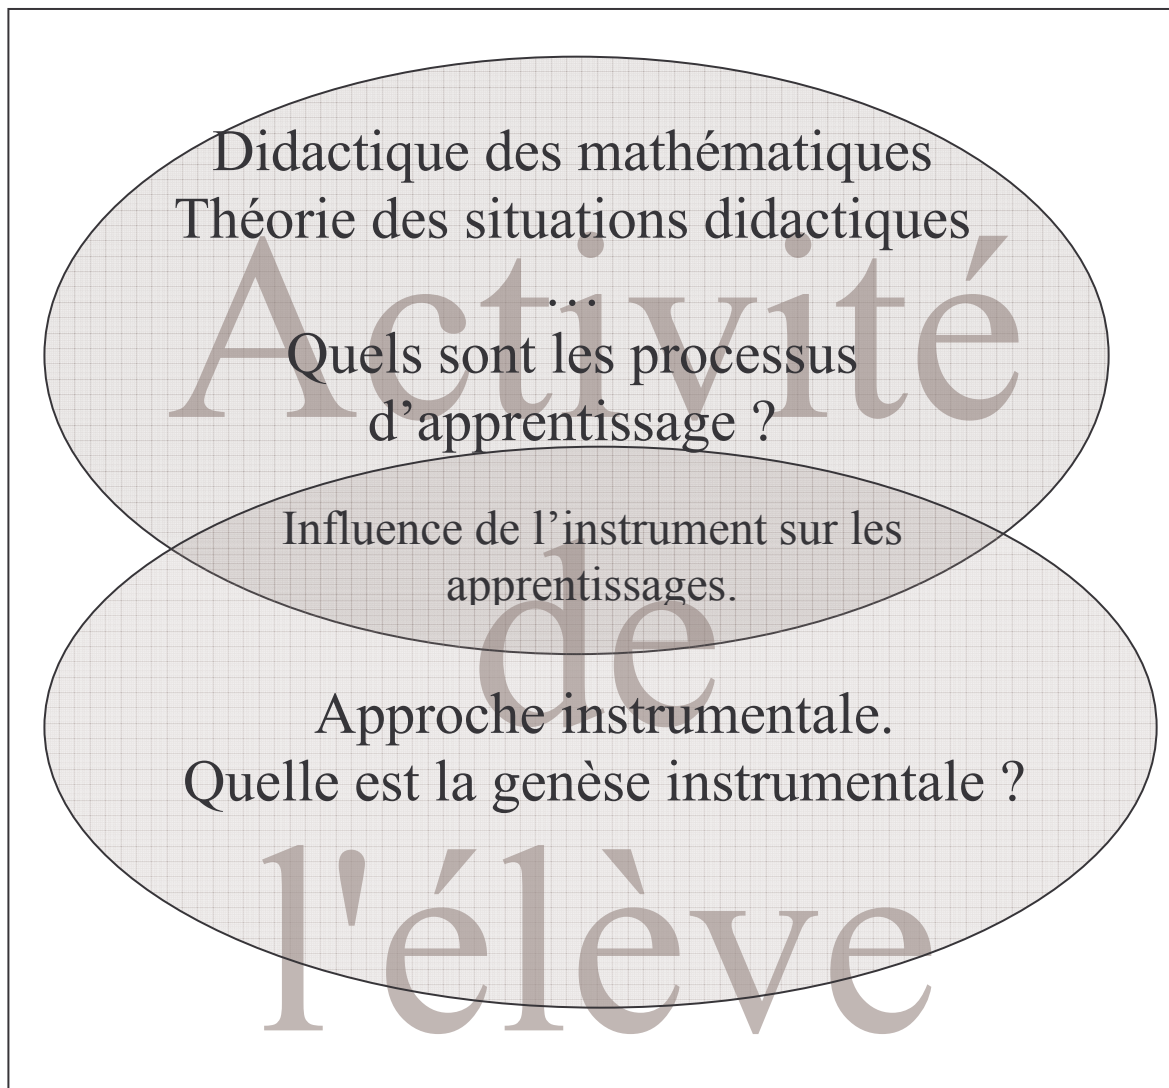 Didactique des mathématiques
Théorie des situations didactiques
…
Quels sont les processus
d’apprentissage ?
Influence de l’instrument sur les
apprentissages.
Approche instrumentale.
Quelle est la genèse instrumentale ?
Activité
de
l'élève